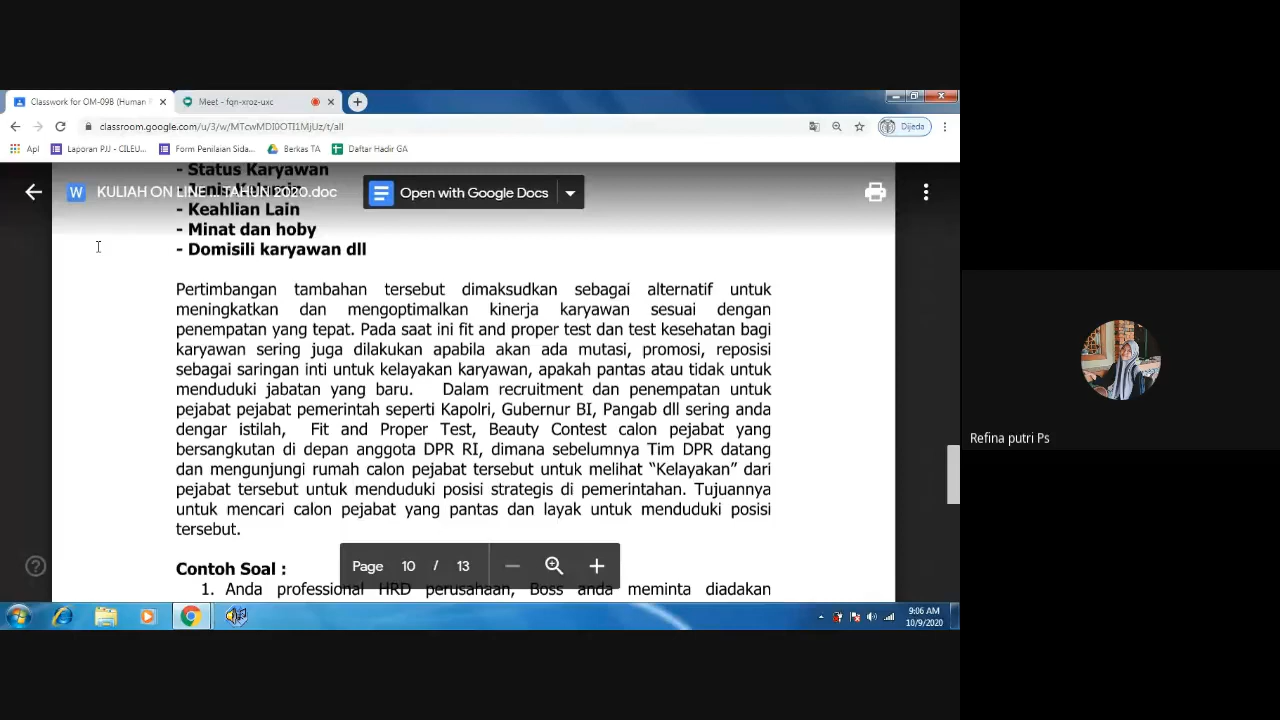 Classwork for OM-098 (Human
Meet - fqn-xroz-uxc
classroom.google.com/u/3/w/MTcwMDI0OTI1MjUz/t/all
Dijeda
Apl
Laporan PJJ - CILEU...
Form Penilaian Sida...
Berkas TA
Daftar Hadir GA
- Status Karyawan
KULIAH ON LINE ... TAHUN 2020.doc
Open with Google Docs
- Keahlian Lain
- Minat dan hoby
- Domisili karyawan dll
Pertimbangan tambahan tersebut dimaksudkan sebagai alternatif untuk
meningkatkan dan mengoptimalkan kinerja karyawan sesuai dengan
penempatan yang tepat. Pada saat ini fit and proper test dan test kesehatan bagi
karyawan sering juga dilakukan apabila akan ada mutasi, promosi, reposisi
sebagai saringan inti untuk kelayakan karyawan, apakah pantas atau tidak untuk
menduduki jabatan yang baru. Dalam recruitment dan penempatan untuk
pejabat pejabat pemerintah seperti Kapolri, Gubernur BI, Pangab dll sering anda
dengar istilah, Fit and Proper Test, Beauty Contest calon pejabat yang
bersangkutan di depan anggota DPR RI, dimana sebelumnya Tim DPR datang
dan mengunjungi rumah calon pejabat tersebut untuk melihat “Kelayakan” dari
pejabat tersebut untuk menduduki posisi strategis di pemerintahan. Tujuannya
untuk mencari calon pejabat yang pantas dan layak untuk menduduki posisi
tersebut.
Contoh Soal :
1. Anda professional HRD perusahaan, Boss anda meminta diadakan
Page 10 / 13
9:06 AM
10/9/2020
Refina putri Ps